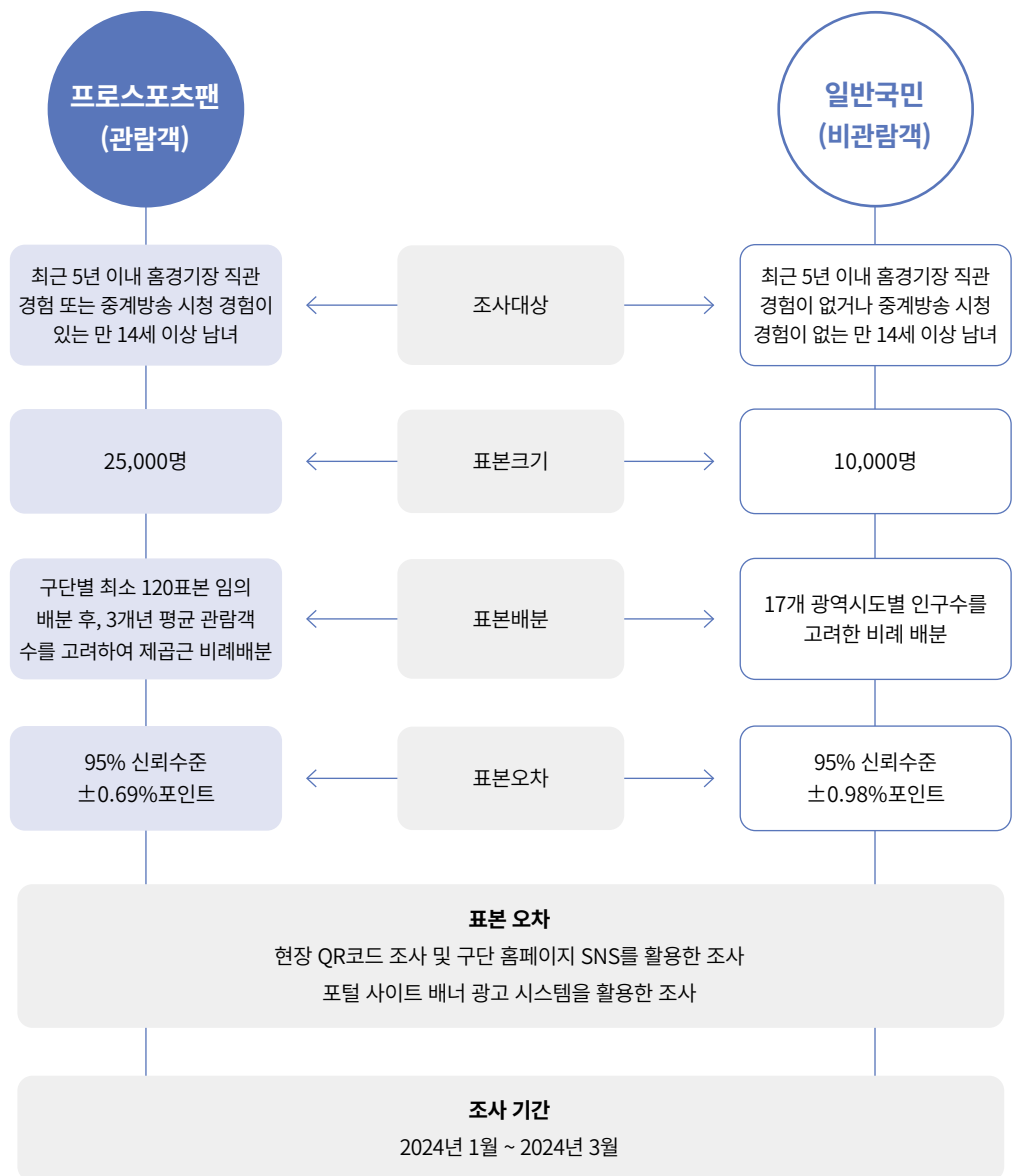 프로스포츠팬
(관람객)
일반국민
(비관람객)
최근 5년 이내 홈경기장 직관
경험 또는 중계방송 시청 경험이
있는 만 14세 이상 남녀
조사대상
최근 5년 이내 홈경기장 직관
경험이 없거나 중계방송 시청
경험이 없는 만 14세 이상 남녀
25,000명
표본크기
10,000명
구단별 최소 120표본 임의
배분 후, 3개년 평균 관람객
수를 고려하여 제곱근 비례배분
표본배분
17개 광역시도별 인구수를
고려한 비례 배분
95% 신뢰수준
±0.69%포인트
표본오차
95% 신뢰수준
±0.98%포인트
표본 오차
현장 QR코드 조사 및 구단 홈페이지 SNS를 활용한 조사
포털 사이트 배너 광고 시스템을 활용한 조사
조사 기간
2024년 1월 ~ 2024년 3월